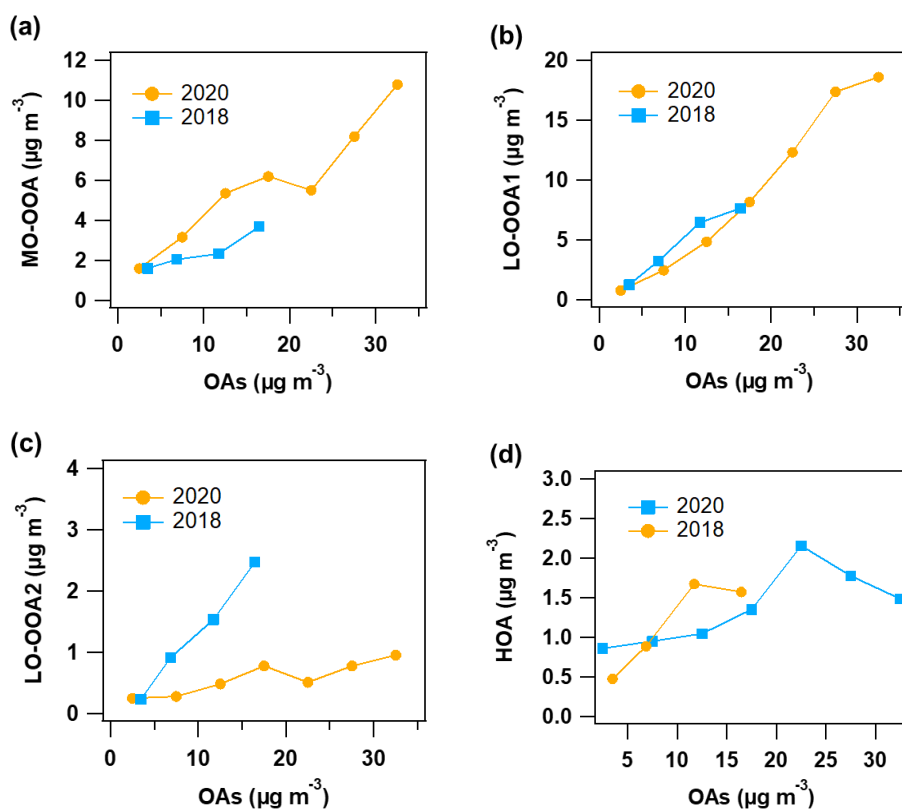 (a)
12
10
8
6
4
2
0
MO-OOA (µg m⁻³)
2020
2018
0 10 20 30
OAs (µg m⁻³)
(b)
20
15
10
5
0
LO-OOA1 (µg m⁻³)
2020
2018
0 10 20 30
OAs (µg m⁻³)
(c)
4
3
2
1
0
LO-OOA2 (µg m⁻³)
2020
2018
0 10 20 30
OAs (µg m⁻³)
(d)
3.0
2.5
2.0
1.5
1.0
0.5
0.0
HOA (µg m⁻³)
2020
2018
5 10 15 20 25 30
OAs (µg m⁻³)